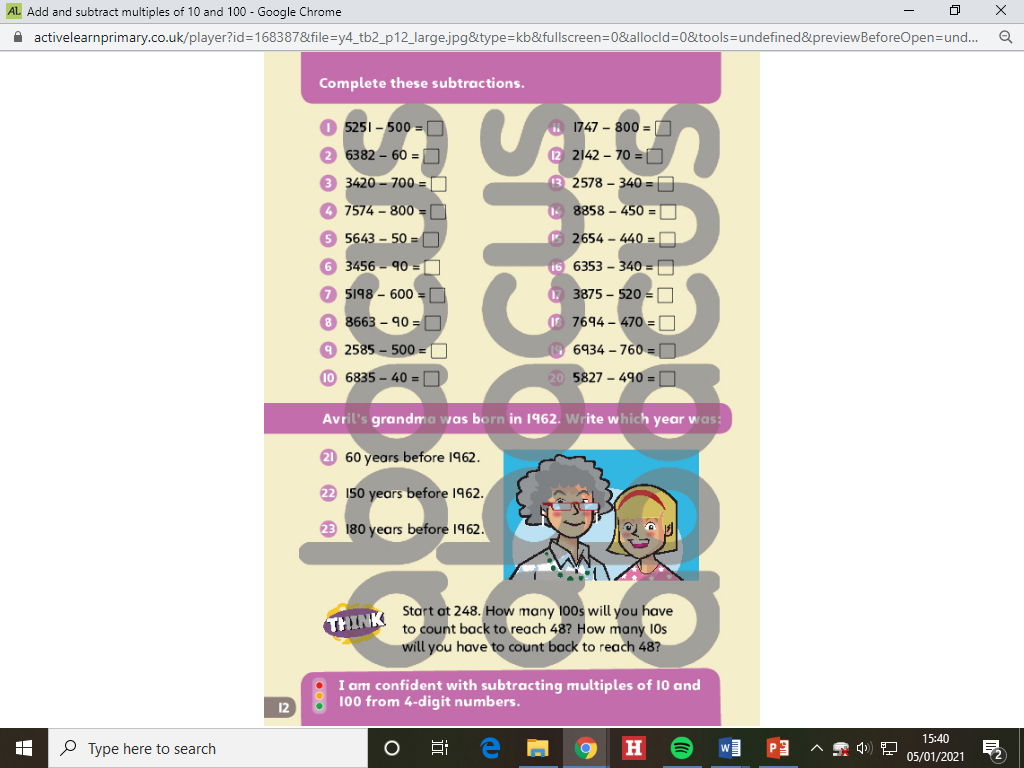 AL Add and subtract multiples of 10 and 100 - Google Chrome
activelearnprimary.co.uk/player?id=168387&file=y4_tb2_p12_large.jpg&type=kb&fullscreen=0&allocId=0&tools=undefined&previewBeforeOpen=und...
Complete these subtractions.
1 5251 – 500 =
2 6382 – 60 =
3 3420 – 700 =
4 7574 – 800 =
5 5643 – 50 =
6 3456 – 90 =
7 5198 – 600 =
8 8663 – 90 =
9 2585 – 500 =
10 6835 – 40 =
11 1747 – 800 =
12 2142 – 70 =
13 2578 – 340 =
14 8858 – 450 =
15 2654 – 440 =
16 6353 – 340 =
17 3875 – 520 =
18 7694 – 470 =
19 6934 – 760 =
20 5827 – 490 =
Avril's grandma was born in 1962. Write which year was:
21 60 years before 1962.
22 150 years before 1962.
23 180 years before 1962.
THINK
Start at 248. How many 100s will you have
to count back to reach 48? How many 10s
will you have to count back to reach 48?
I am confident with subtracting multiples of 10 and
100 from 4-digit numbers.
12
abacus abacus abacus
Type here to search
15:40
05/01/2021
2